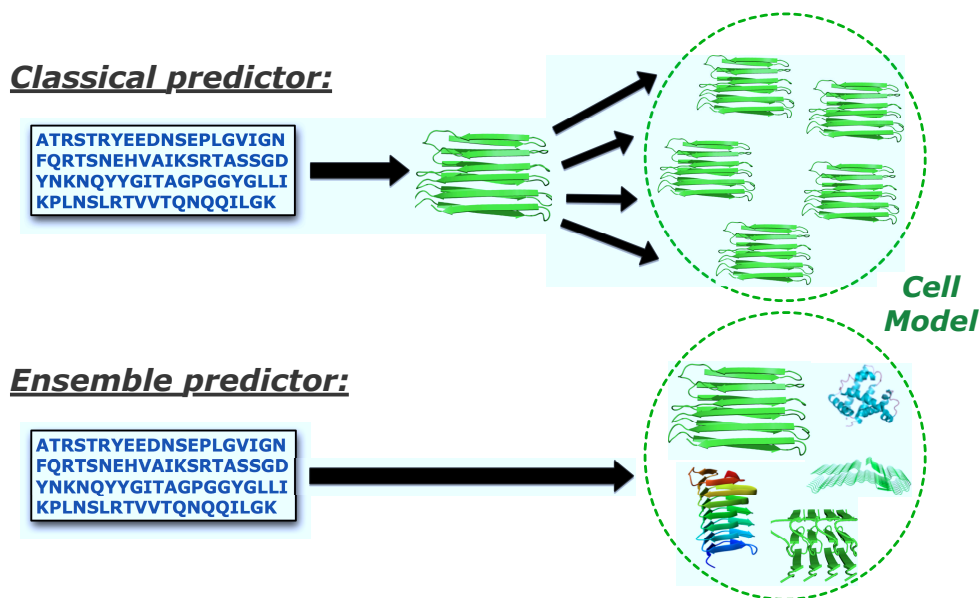 Classical predictor:
ATRSTRYEEDNSEPLGVIGN
FQRTSNEHVAIKSRTASSGD
YNKNQYYGITAGPGGYGLLI
KPLNSLRTVVTQNQQILGK
Cell
Model
Ensemble predictor:
ATRSTRYEEDNSEPLGVIGN
FQRTSNEHVAIKSRTASSGD
YNKNQYYGITAGPGGYGLLI
KPLNSLRTVVTQNQQILGK